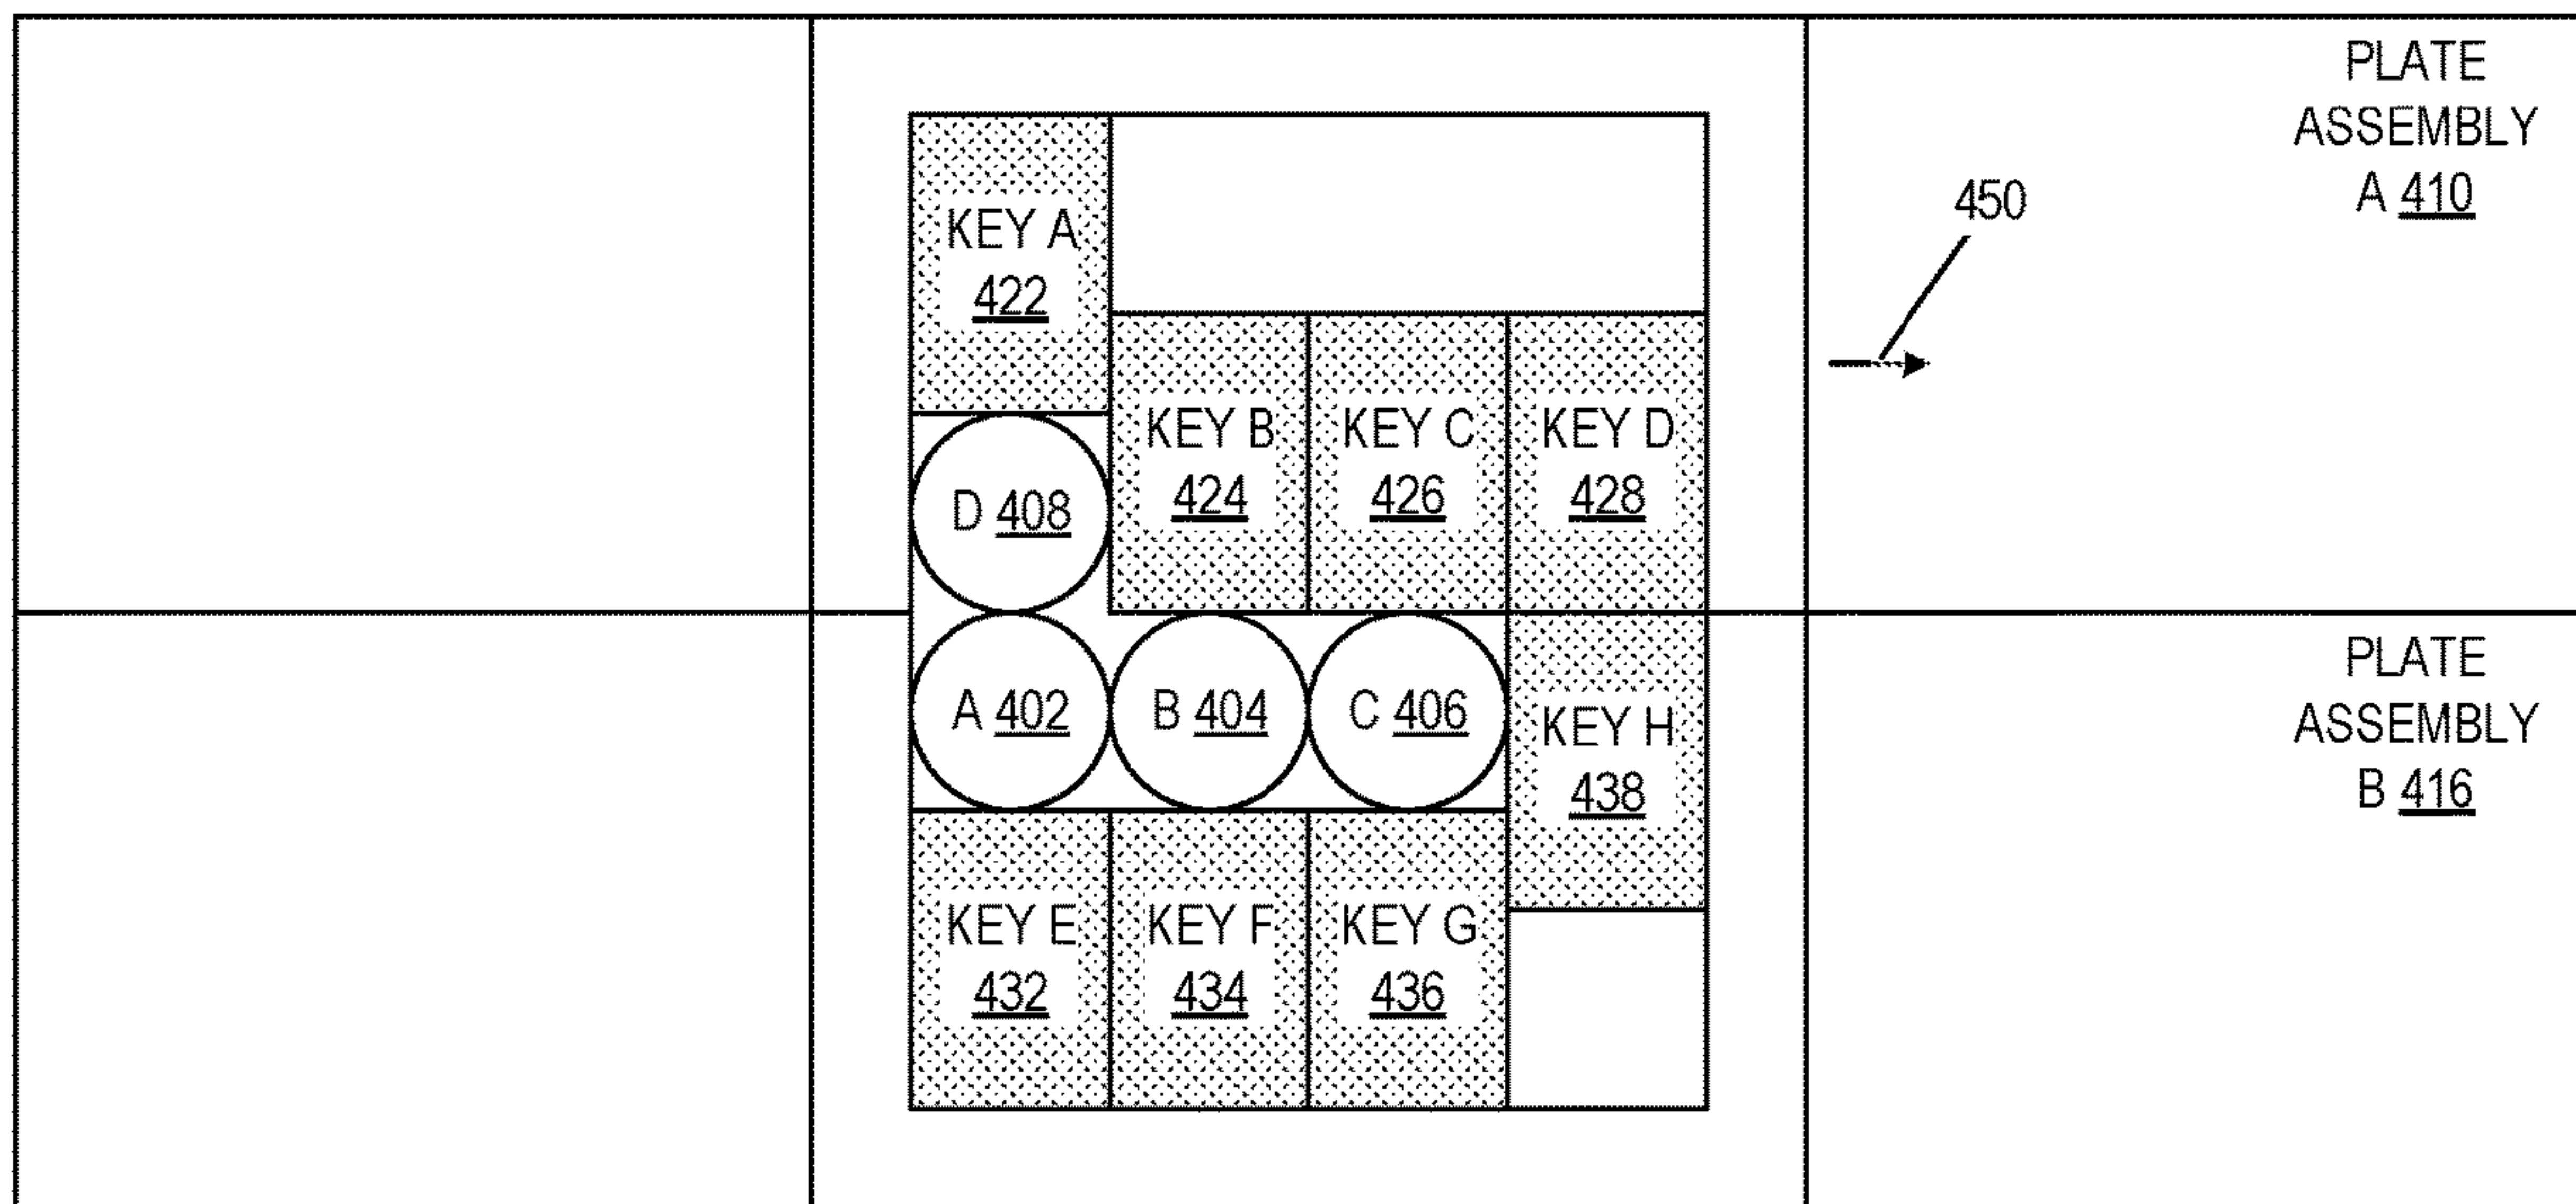 PLATE
ASSEMBLY
A 410
450
KEY A
422
KEY B
424
KEY C
426
KEY D
428
D 408
A 402
B 404
C 406
KEY H
438
PLATE
ASSEMBLY
B 416
KEY E
432
KEY F
434
KEY G
436